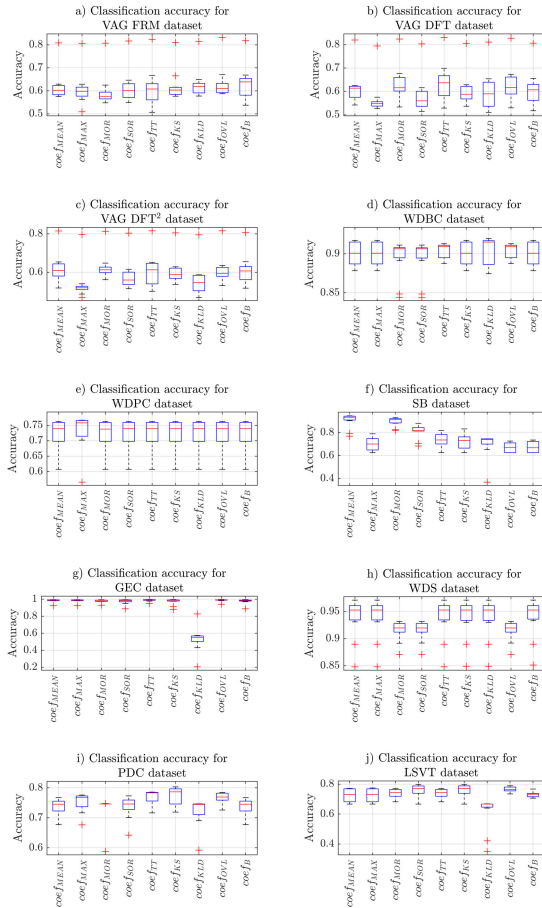 a) Classification accuracy for
VAG FRM dataset
Accuracy
0.8
0.7
0.6
0.5
coef_MEAN
coef_MAX
coef_MOR
coef_SOR
coef_TT
coef_KS
coef_KLD
coef_OVL
coef_B
b) Classification accuracy for
VAG DFT dataset
Accuracy
0.8
0.7
0.6
0.5
coef_MEAN
coef_MAX
coef_MOR
coef_SOR
coef_TT
coef_KS
coef_KLD
coef_OVL
coef_B
c) Classification accuracy for
VAG DFT² dataset
Accuracy
0.8
0.6
coef_MEAN
coef_MAX
coef_MOR
coef_SOR
coef_TT
coef_KS
coef_KLD
coef_OVL
coef_B
d) Classification accuracy for
WDBC dataset
Accuracy
0.9
0.85
coef_MEAN
coef_MAX
coef_MOR
coef_SOR
coef_TT
coef_KS
coef_KLD
coef_OVL
coef_B
e) Classification accuracy for
WDPC dataset
Accuracy
0.75
0.7
0.65
0.6
coef_MEAN
coef_MAX
coef_MOR
coef_SOR
coef_TT
coef_KS
coef_KLD
coef_OVL
coef_B
f) Classification accuracy for
SB dataset
Accuracy
0.8
0.6
0.4
coef_MEAN
coef_MAX
coef_MOR
coef_SOR
coef_TT
coef_KS
coef_KLD
coef_OVL
coef_B
g) Classification accuracy for
GEC dataset
Accuracy
1
0.8
0.6
0.4
0.2
coef_MEAN
coef_MAX
coef_MOR
coef_SOR
coef_TT
coef_KS
coef_KLD
coef_OVL
coef_B
h) Classification accuracy for
WDS dataset
Accuracy
0.95
0.9
0.85
coef_MEAN
coef_MAX
coef_MOR
coef_SOR
coef_TT
coef_KS
coef_KLD
coef_OVL
coef_B
i) Classification accuracy for
PDC dataset
Accuracy
0.8
0.7
0.6
coef_MEAN
coef_MAX
coef_MOR
coef_SOR
coef_TT
coef_KS
coef_KLD
coef_OVL
coef_B
j) Classification accuracy for
LSVT dataset
Accuracy
0.8
0.6
0.4
coef_MEAN
coef_MAX
coef_MOR
coef_SOR
coef_TT
coef_KS
coef_KLD
coef_OVL
coef_B